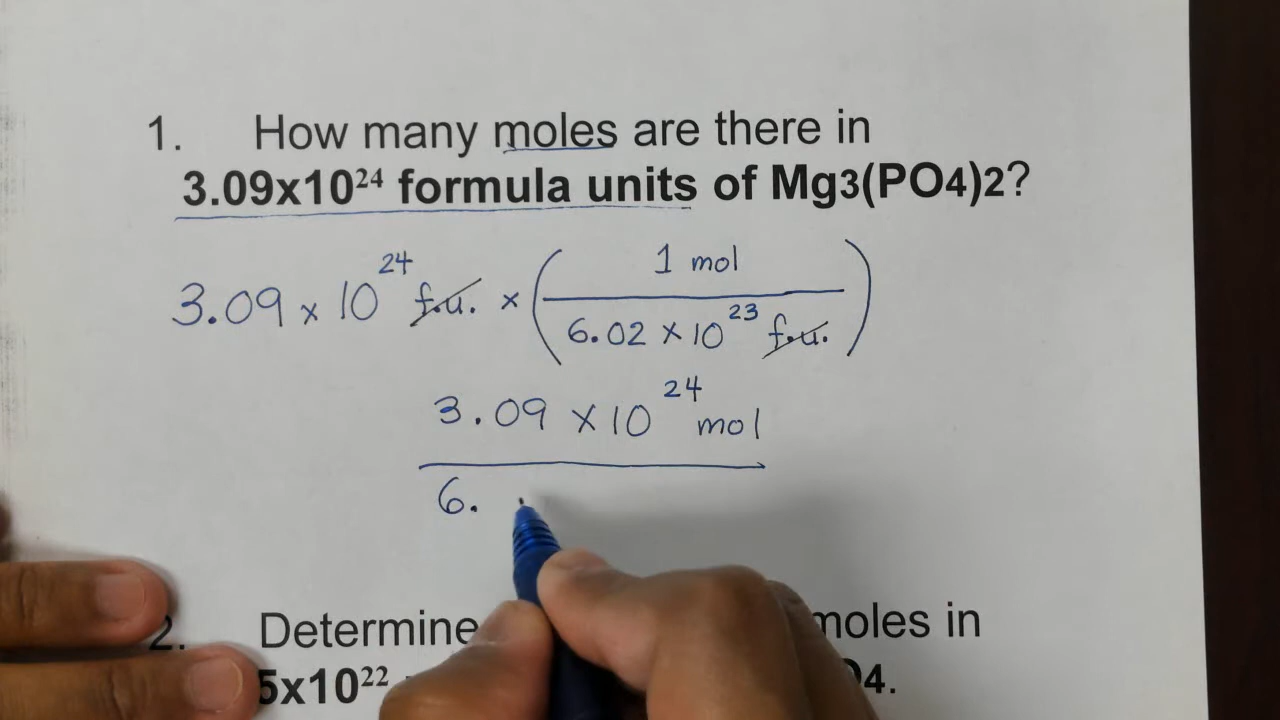 1. How many moles are there in
3.09x10²⁴ formula units of Mg3(PO4)2?
3.09 x 10²⁴ f.u. x ( 1 mol
6.02 x 10²³ f.u. )
3.09 x 10²⁴ mol
6.
2. Determine moles in
5x10²² 4.